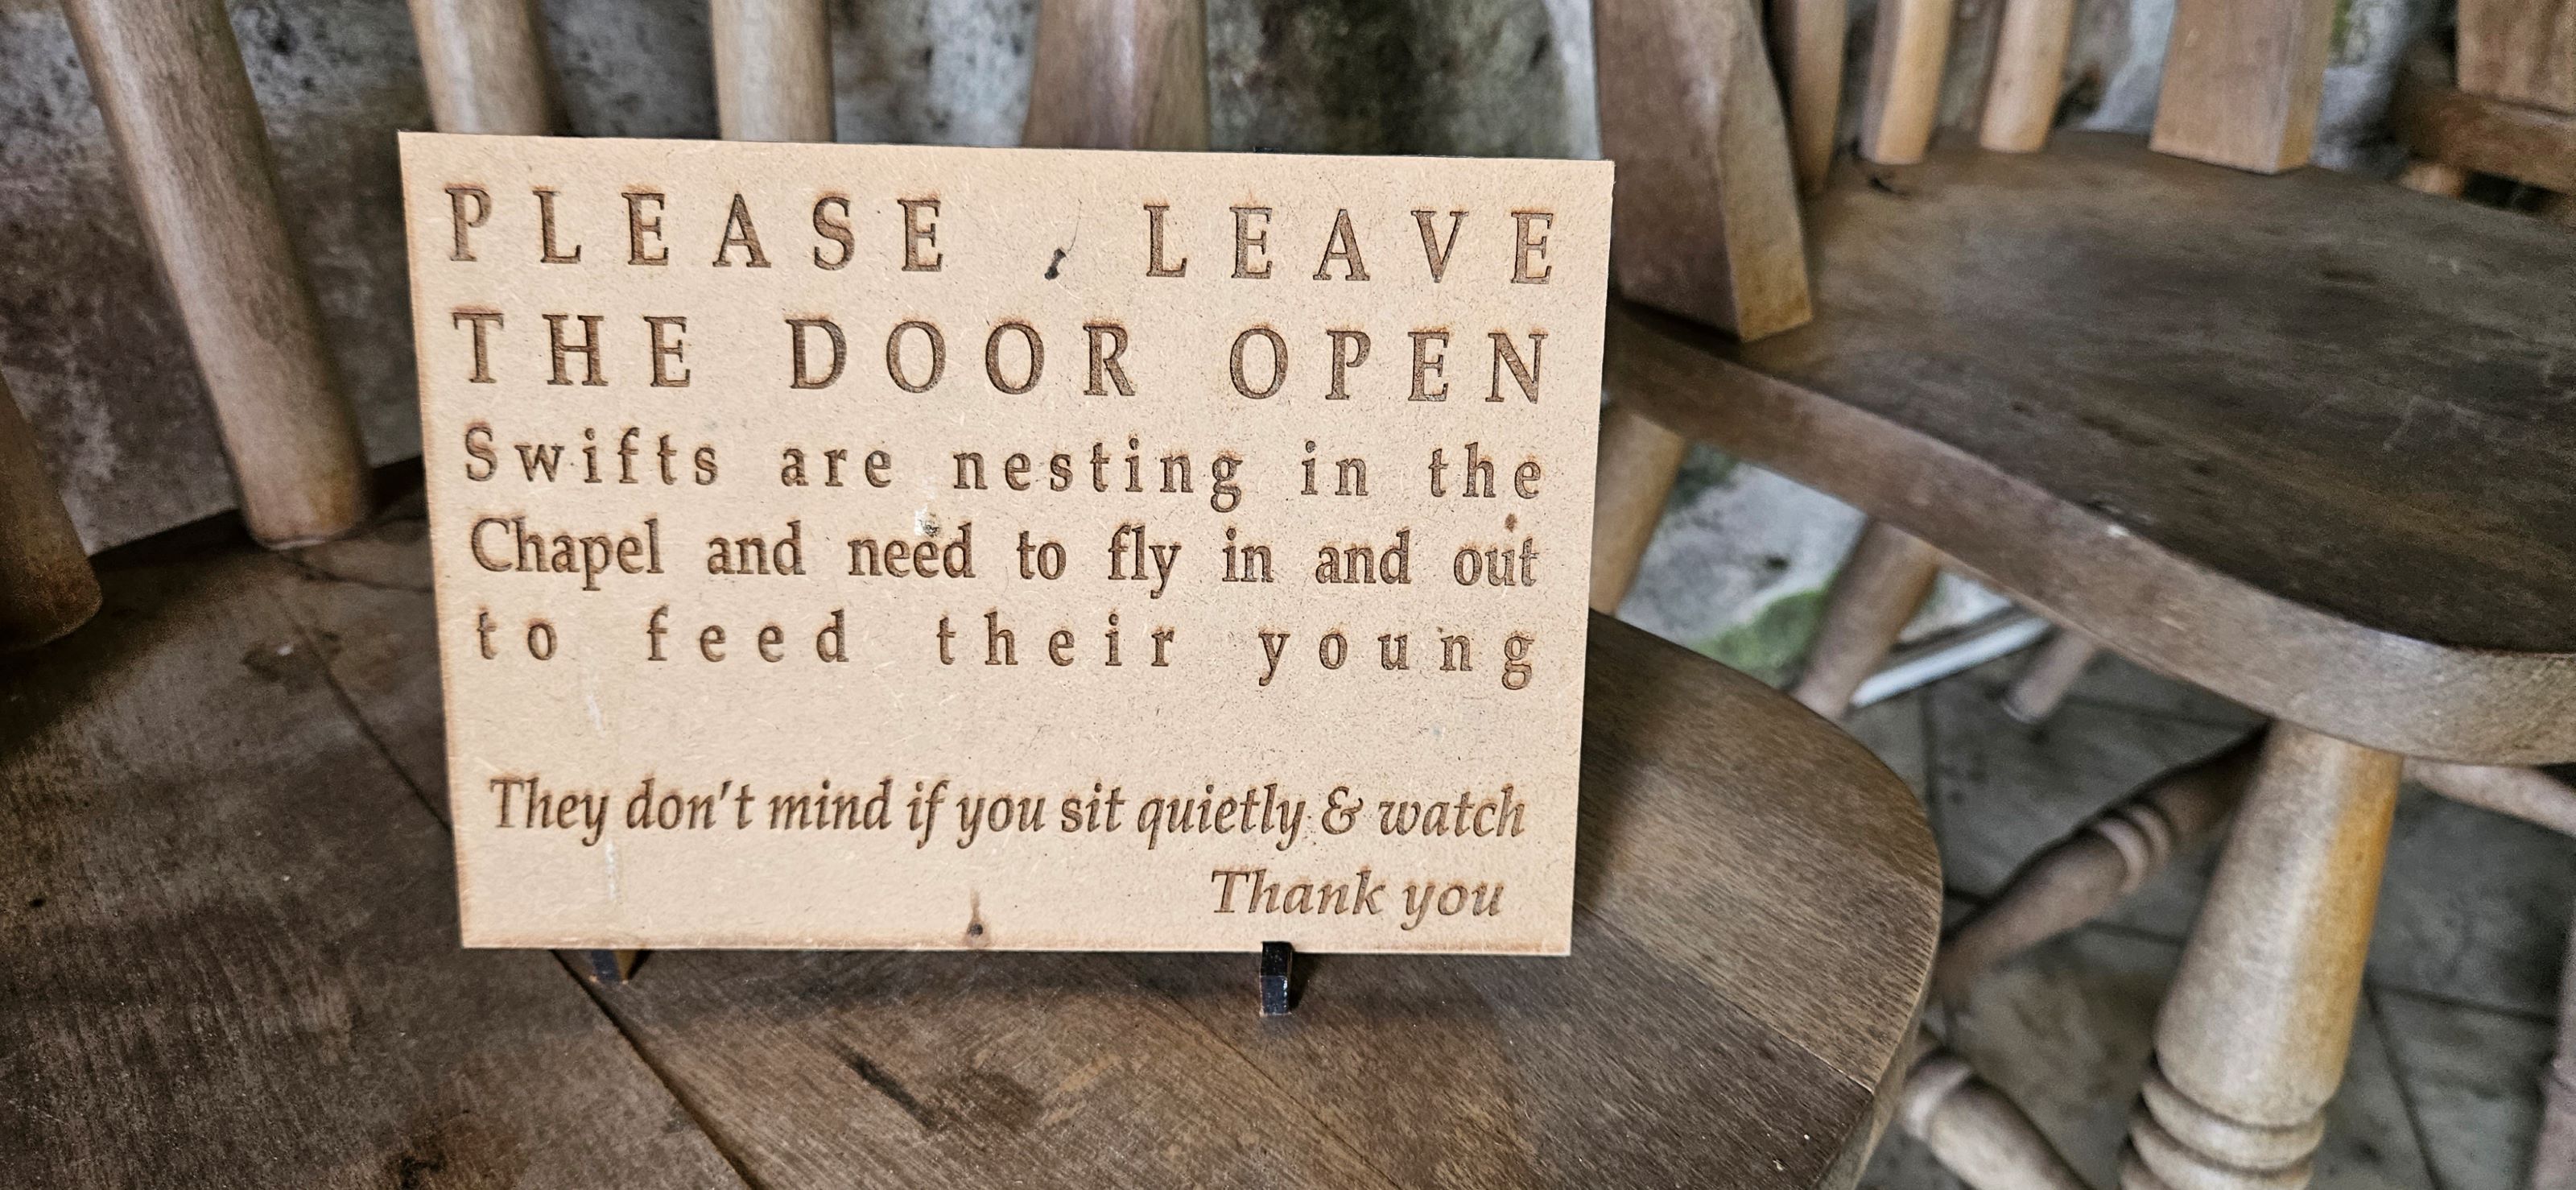 PLEASE LEAVE
THE DOOR OPEN
Swifts are nesting in the
Chapel and need to fly in and out
to feed their young
They don't mind if you sit quietly & watch
Thank you